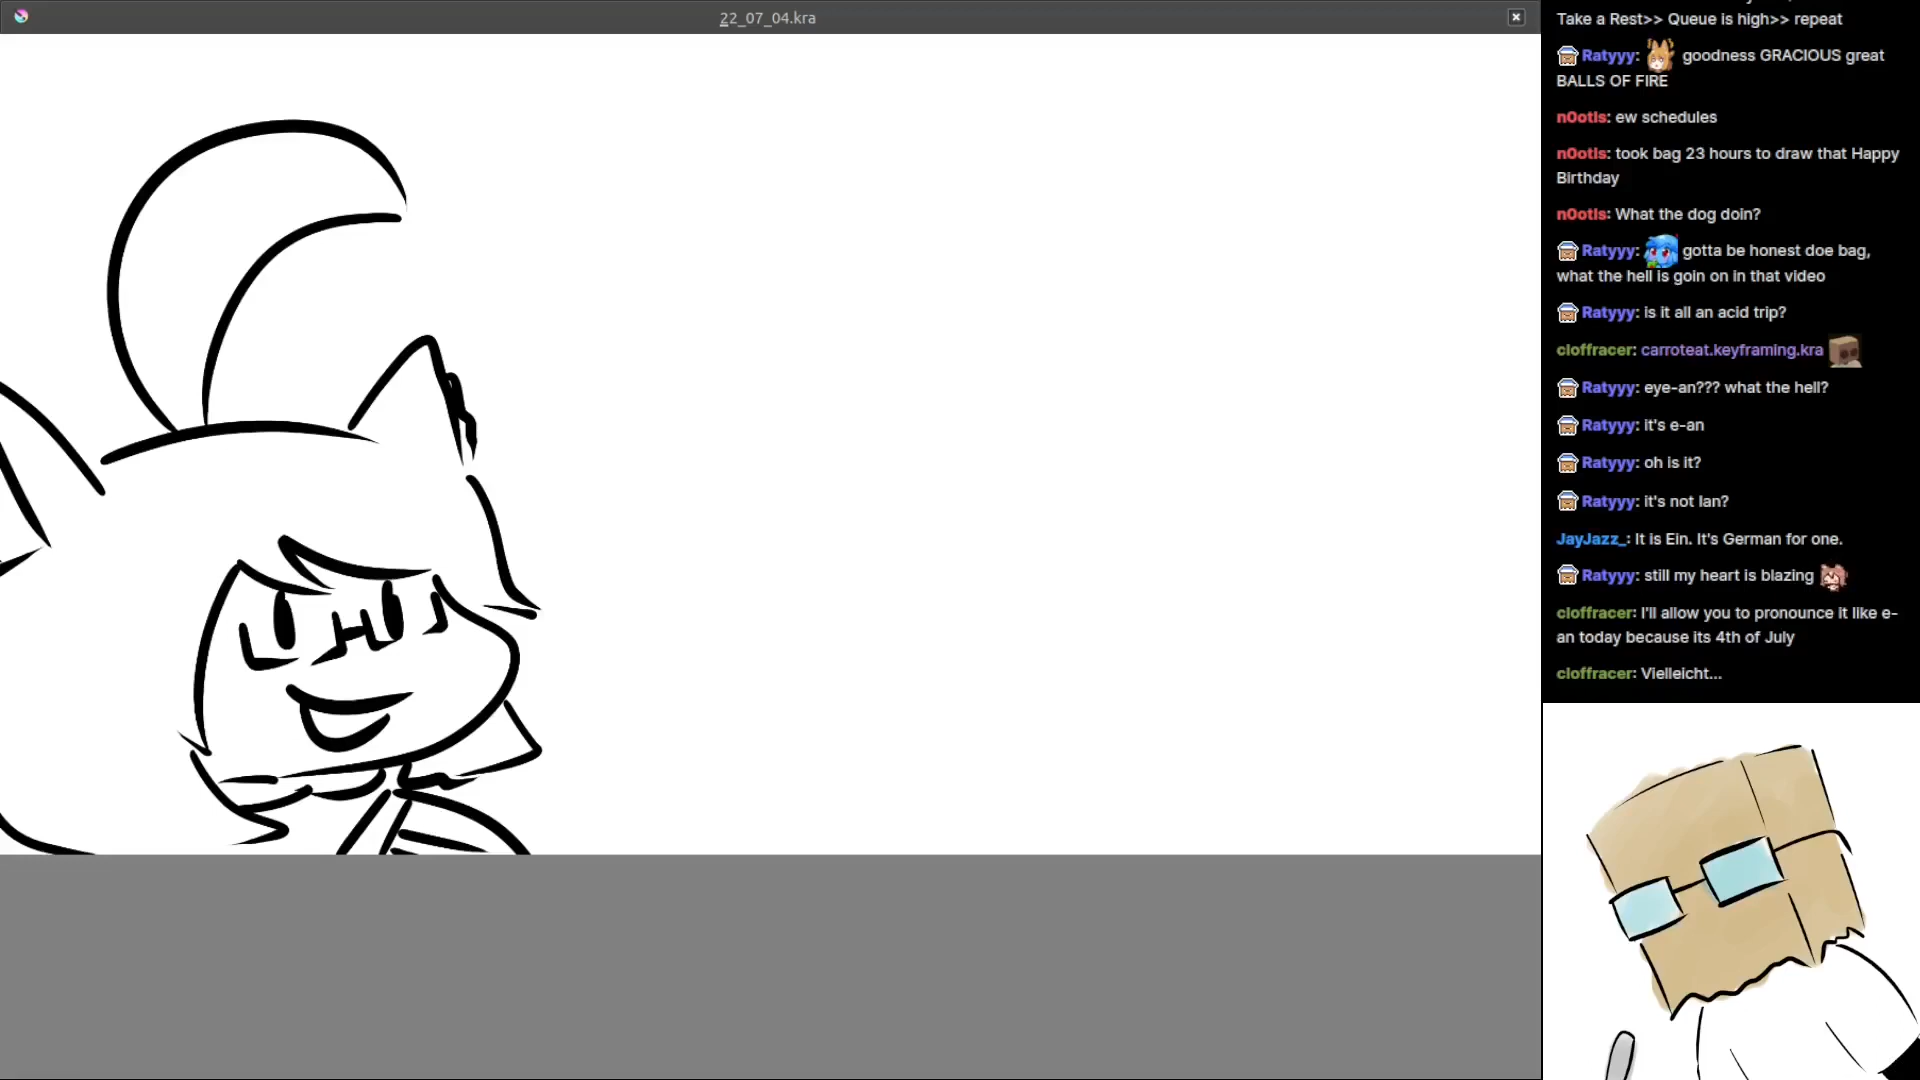 22_07_04.kra
Take a Rest>> Queue is high>> repeat
Ratyyy: goodness GRACIOUS great
BALLS OF FIRE
n0otls: ew schedules
n0otls: took bag 23 hours to draw that Happy
Birthday
n0otls: What the dog doin?
Ratyyy: gotta be honest doe bag,
what the hell is goin on in that video
Ratyyy: is it all an acid trip?
cloffracer: carroteat.keyframing.kra
Ratyyy: eye-an??? what the hell?
Ratyyy: it's e-an
Ratyyy: oh is it?
Ratyyy: it's not Ian?
JayJazz_: It is Ein. It's German for one.
Ratyyy: still my heart is blazing
cloffracer: I'll allow you to pronounce it like e-
an today because its 4th of July
cloffracer: Vielleicht...